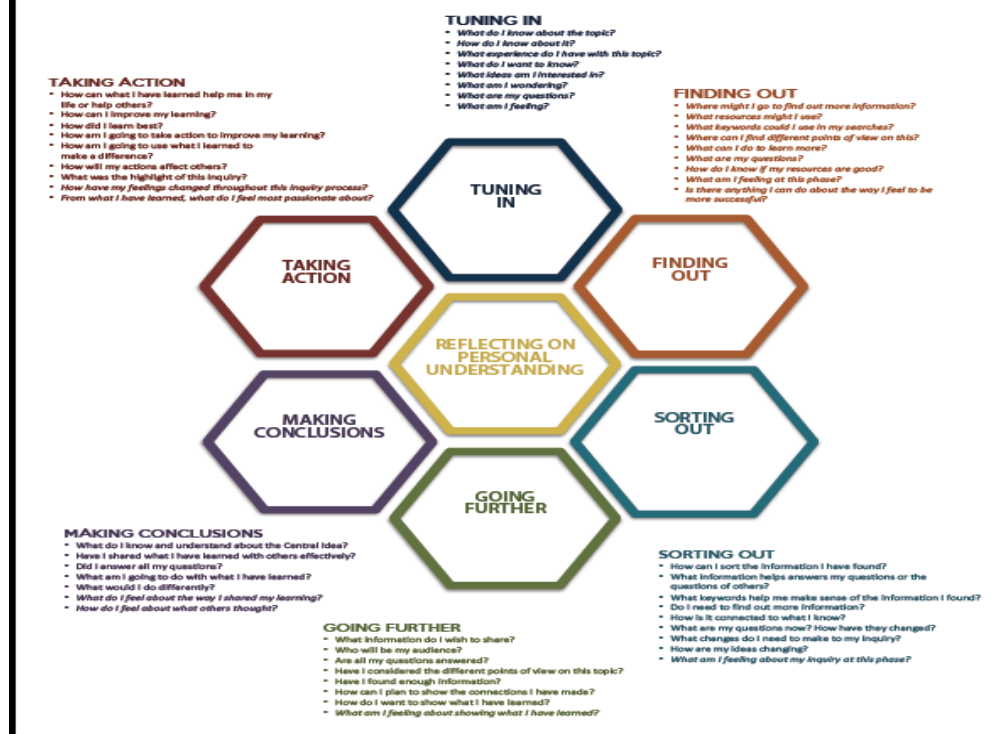 TUNING IN
- What do I know about the topic?
- How do I know about it?
- What experience do I have with this topic?
- What do I want to know?
- What ideas am I interested in?
- What am I wondering?
- What are my questions?
- What am I feeling?
TAKING ACTION
- How can what I have learned help me in my
life or help others?
- How can I improve my learning?
- How did I learn best?
- How am I going to take action to improve my learning?
- How am I going to use what I learned to
make a difference?
- How will my actions affect others?
- What was the highlight of this inquiry?
- How have my feelings changed throughout this inquiry process?
- From what I have learned, what do I feel most passionate about?
FINDING OUT
- Where might I go to find out more information?
- What resources might I use?
- What keywords could I use in my searches?
- Where can I find different points of view on this?
- What can I do to learn more?
- What are my questions?
- How do I know if my resources are good?
- What am I feeling at this phase?
- Is there anything I can do about the way I feel to be
more successful?
TUNING
IN
TAKING
ACTION
FINDING
OUT
REFLECTING ON
PERSONAL
UNDERSTANDING
MAKING
CONCLUSIONS
SORTING
OUT
GOING
FURTHER
MAKING CONCLUSIONS
- What do I know and understand about the Central Idea?
- Have I shared what I have learned with others effectively?
- Did I answer all my questions?
- What am I going to do with what I have learned?
- What would I do differently?
- What do I feel about the way I shared my learning?
- How do I feel about what others thought?
SORTING OUT
- How can I sort the information I have found?
- What information helps answers my questions or the
questions of others?
- What keywords help me make sense of the information I found?
- Do I need to find out more information?
- How is it connected to what I know?
- What are my questions now? How have they changed?
- What changes do I need to make to my inquiry?
- How are my ideas changing?
- What am I feeling about my inquiry at this phase?
GOING FURTHER
- What information do I wish to share?
- Who will be my audience?
- Are all my questions answered?
- Have I considered the different points of view on this topic?
- Have I found enough information?
- How can I plan to show the connections I have made?
- How do I want to show what I have learned?
- What am I feeling about showing what I have learned?